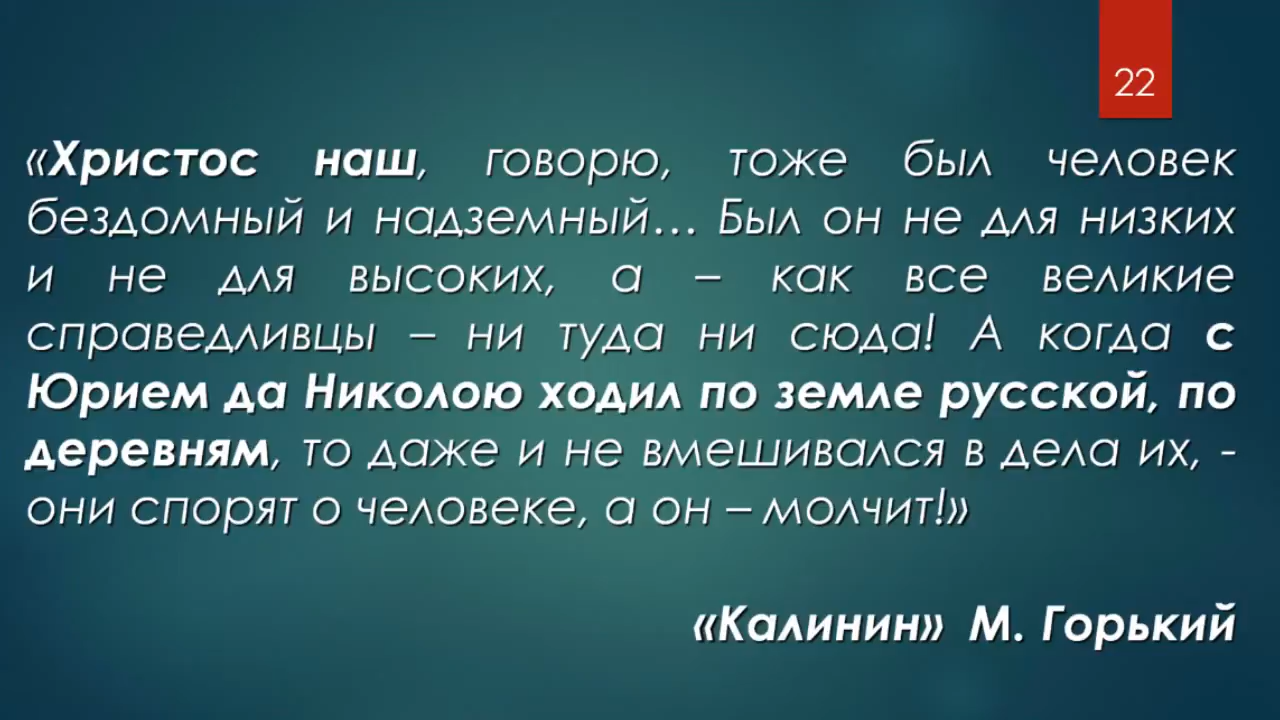 22
«Христос наш, говорю, тоже был человек
бездомный и надземный… Был он не для низких
и не для высоких, а – как все великие
справедливцы – ни туда ни сюда! А когда с
Юрием да Николою ходил по земле русской, по
деревням, то даже и не вмешивался в дела их, -
они спорят о человеке, а он – молчит!»
«Калинин» М. Горький